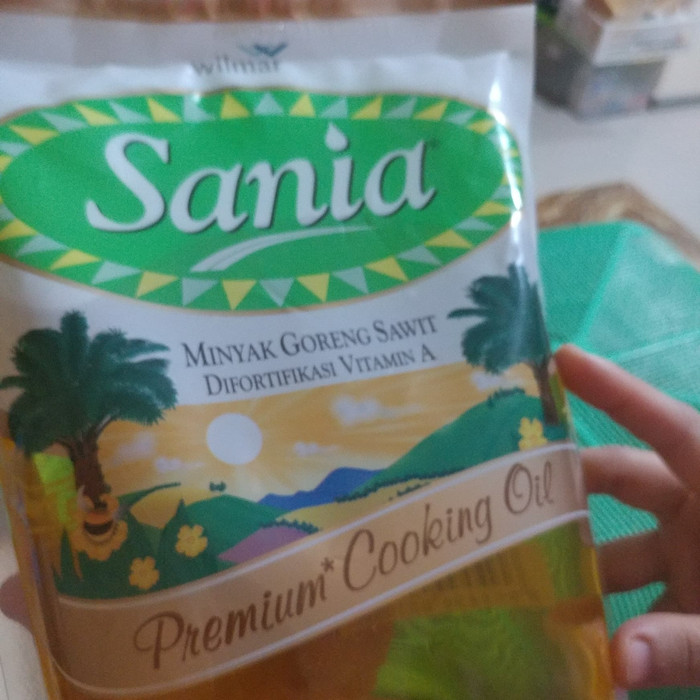 wilmar
Sania
MINYAK GORENG SAWIT
DIFORTIFIKASI VITAMIN A
Premium* Cooking Oil